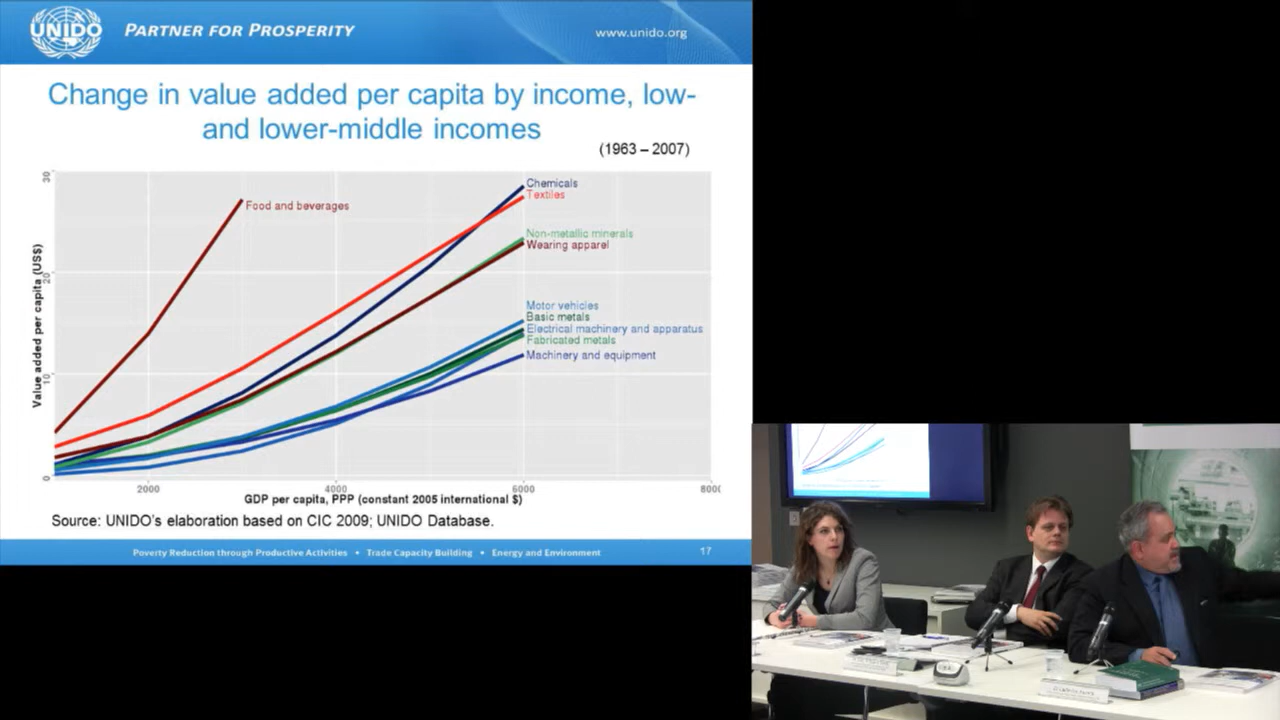 UNIDO
PARTNER FOR PROSPERITY
www.unido.org
Change in value added per capita by income, low-
and lower-middle incomes
(1963 – 2007)
Value added per capita (US$)
30
20
10
0
Food and beverages
Chemicals
Textiles
Non-metallic minerals
Wearing apparel
Motor vehicles
Basic metals
Electrical machinery and apparatus
Fabricated metals
Machinery and equipment
2000
4000
6000
8000
GDP per capita, PPP (constant 2005 international $)
Source: UNIDO's elaboration based on CIC 2009; UNIDO Database.
Poverty Reduction through Productive Activities • Trade Capacity Building • Energy and Environment
17